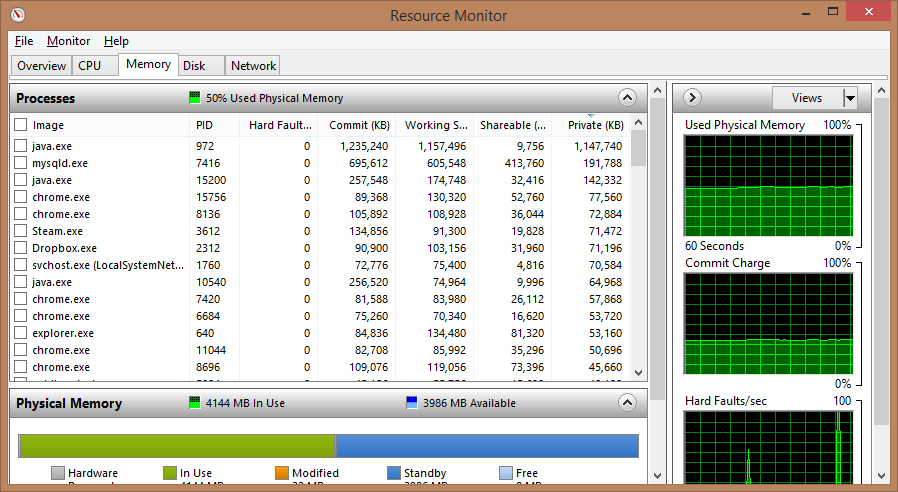 Resource Monitor
File Monitor Help
Overview CPU Memory Disk Network
Processes 50% Used Physical Memory
Image PID Hard Fault... Commit (KB) Working S... Shareable (... Private (KB)
java.exe 972 0 1,235,240 1,157,496 9,756 1,147,740
mysqld.exe 7416 0 695,612 605,548 413,760 191,788
java.exe 15200 0 257,548 174,748 32,416 142,332
chrome.exe 15756 0 89,368 130,320 52,760 77,560
chrome.exe 8136 0 105,892 108,928 36,044 72,884
Steam.exe 3612 0 134,856 91,300 19,828 71,472
Dropbox.exe 2312 0 90,900 103,156 31,960 71,196
svchost.exe (LocalSystemNet... 1760 0 72,776 75,400 4,816 70,584
java.exe 10540 0 256,520 74,964 9,996 64,968
chrome.exe 7420 0 81,588 83,980 26,112 57,868
chrome.exe 6684 0 75,260 70,340 16,620 53,720
explorer.exe 640 0 84,836 134,480 81,320 53,160
chrome.exe 11044 0 82,708 85,992 35,296 50,696
chrome.exe 8696 0 109,076 119,056 73,396 45,660
Physical Memory 4144 MB In Use 3986 MB Available
Hardware In Use Modified Standby Free
Views
Used Physical Memory 100%
60 Seconds 0%
Commit Charge 100%
0%
Hard Faults/sec 100